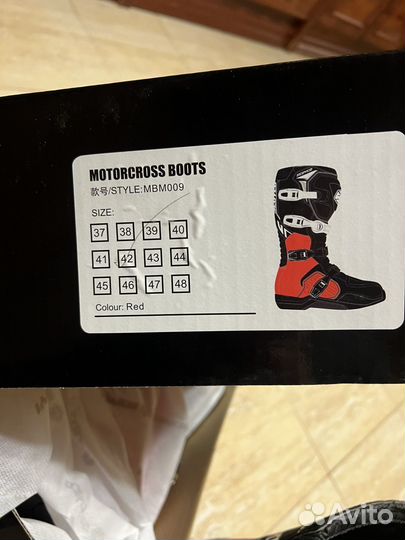 MOTORCROSS BOOTS
款号/STYLE:MBM009
SIZE:
37 38 39 40
41 42 43 44
45 46 47 48
Colour: Red
Avito